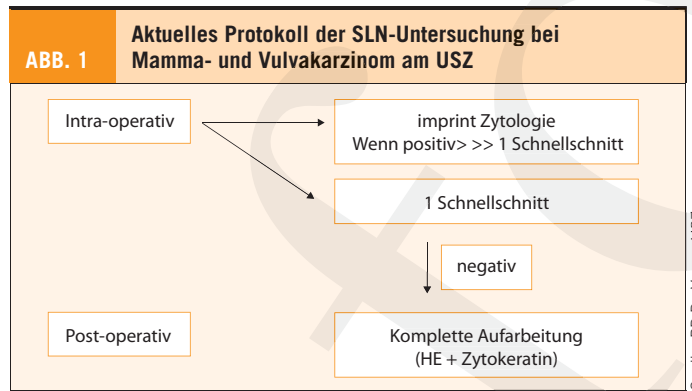 ABB. 1
Aktuelles Protokoll der SLN-Untersuchung bei
Mamma- und Vulvakarzinom am USZ
Intra-operativ
imprint Zytologie
Wenn positiv> >> 1 Schnellschnitt
1 Schnellschnitt
negativ
Post-operativ
Komplette Aufarbeitung
(HE + Zytokeratin)